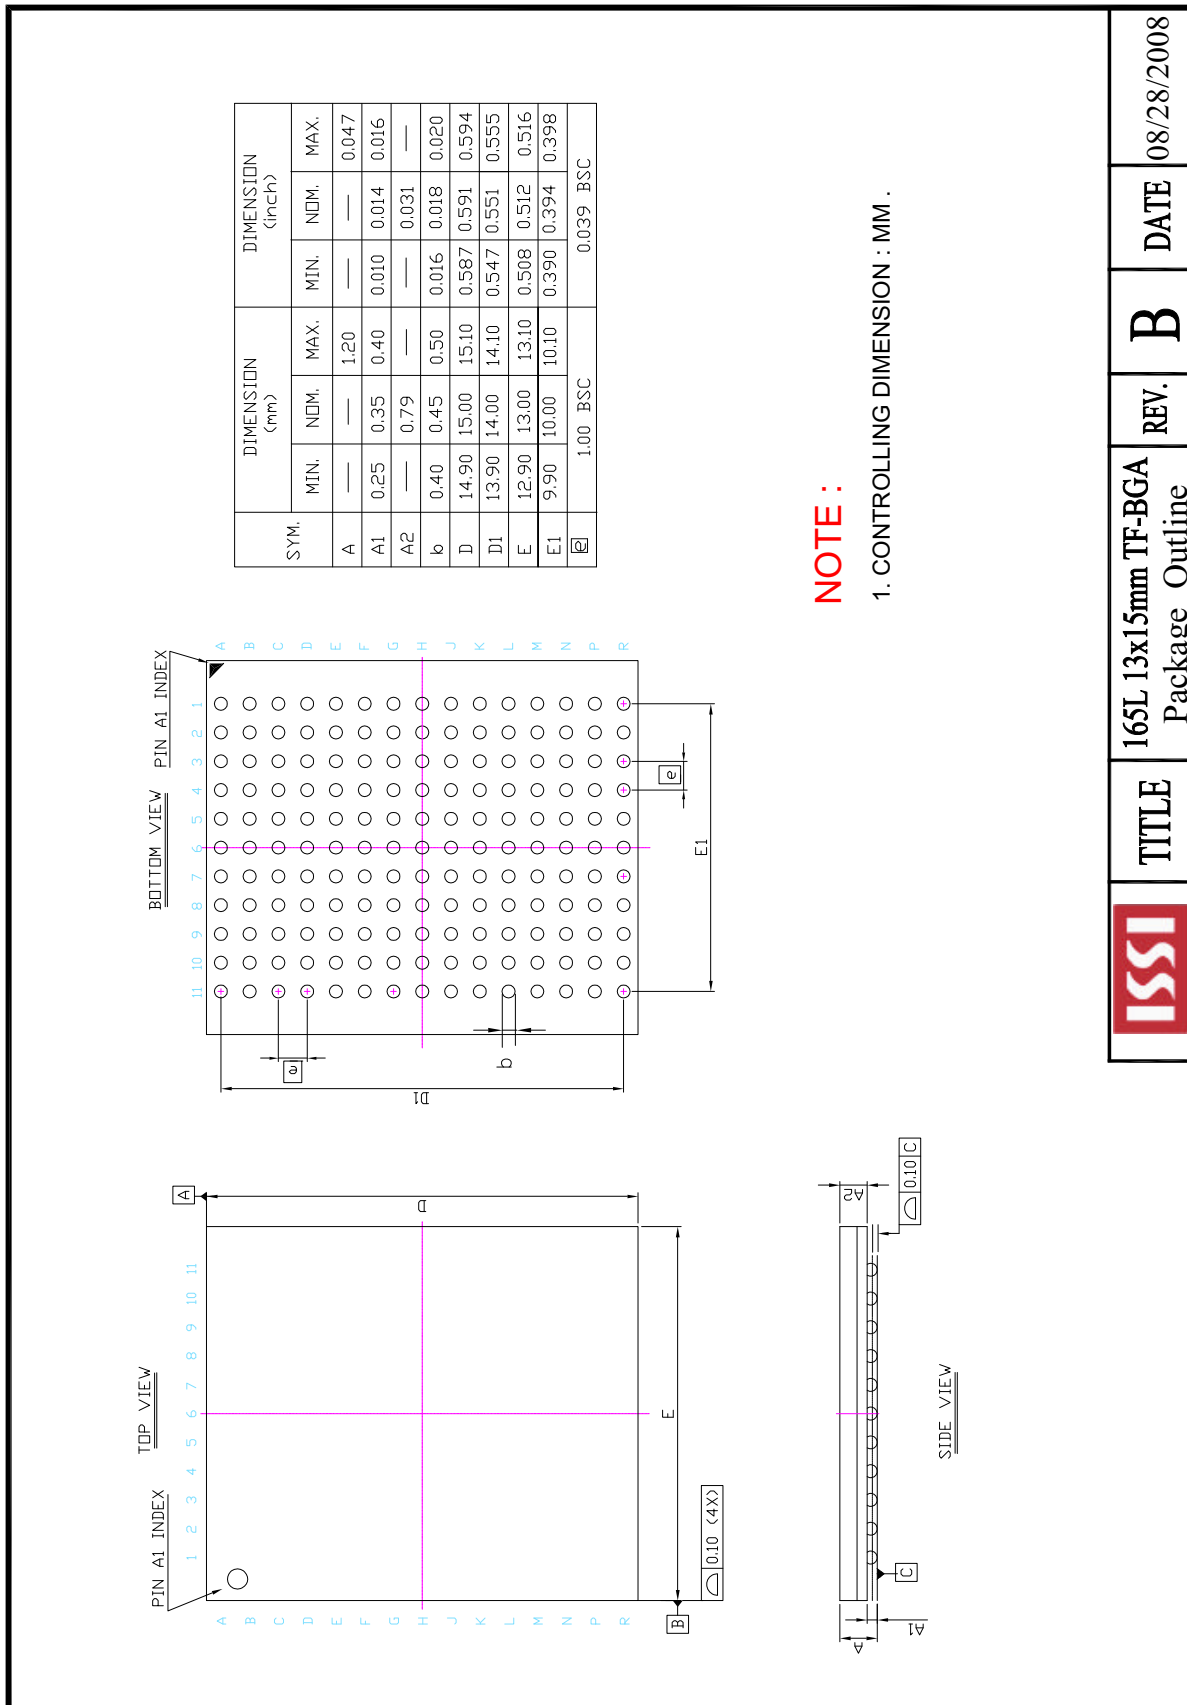 TOP VIEW
PIN A1 INDEX
1 2 3 4 5 6 7 8 9 10 11
A
B
C
D
E
F
G
H
J
K
L
M
N
P
R
A
D
E
B
0.10 (4X)
BOTTOM VIEW
PIN A1 INDEX
11 10 9 8 7 6 5 4 3 2 1
A
B
C
D
E
F
G
H
J
K
L
M
N
P
R
e
D1
b
e
E1
SYM. DIMENSION (mm) DIMENSION (inch)
MIN. NOM. MAX. MIN. NOM. MAX.
A — — 1.20 — — 0.047
A1 0.25 0.35 0.40 0.010 0.014 0.016
A2 — 0.79 — — 0.031 —
b 0.40 0.45 0.50 0.016 0.018 0.020
D 14.90 15.00 15.10 0.587 0.591 0.594
D1 13.90 14.00 14.10 0.547 0.551 0.555
E 12.90 13.00 13.10 0.508 0.512 0.516
E1 9.90 10.00 10.10 0.390 0.394 0.398
e 1.00 BSC 0.039 BSC
A
A1
C
A2
0.10 C
SIDE VIEW
NOTE :
1. CONTROLLING DIMENSION : MM .
ISSI
TITLE
165L 13x15mm TF-BGA
Package Outline
REV.
B
DATE
08/28/2008